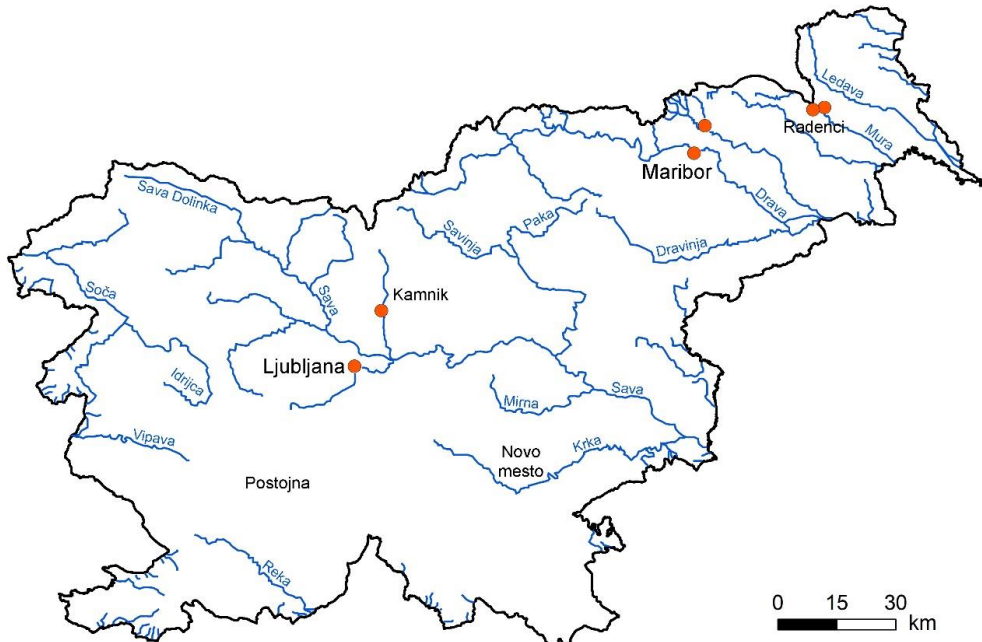 Ledava
Radenci
Mura
Maribor
Sava Dolinka
Drava
Paka
Savinja
Dravinja
Soča
Sava
Kamnik
Ljubljana
Idrijca
Mirna
Sava
Vipava
Krka
Novo
mesto
Postojna
Reka
0 15 30
km